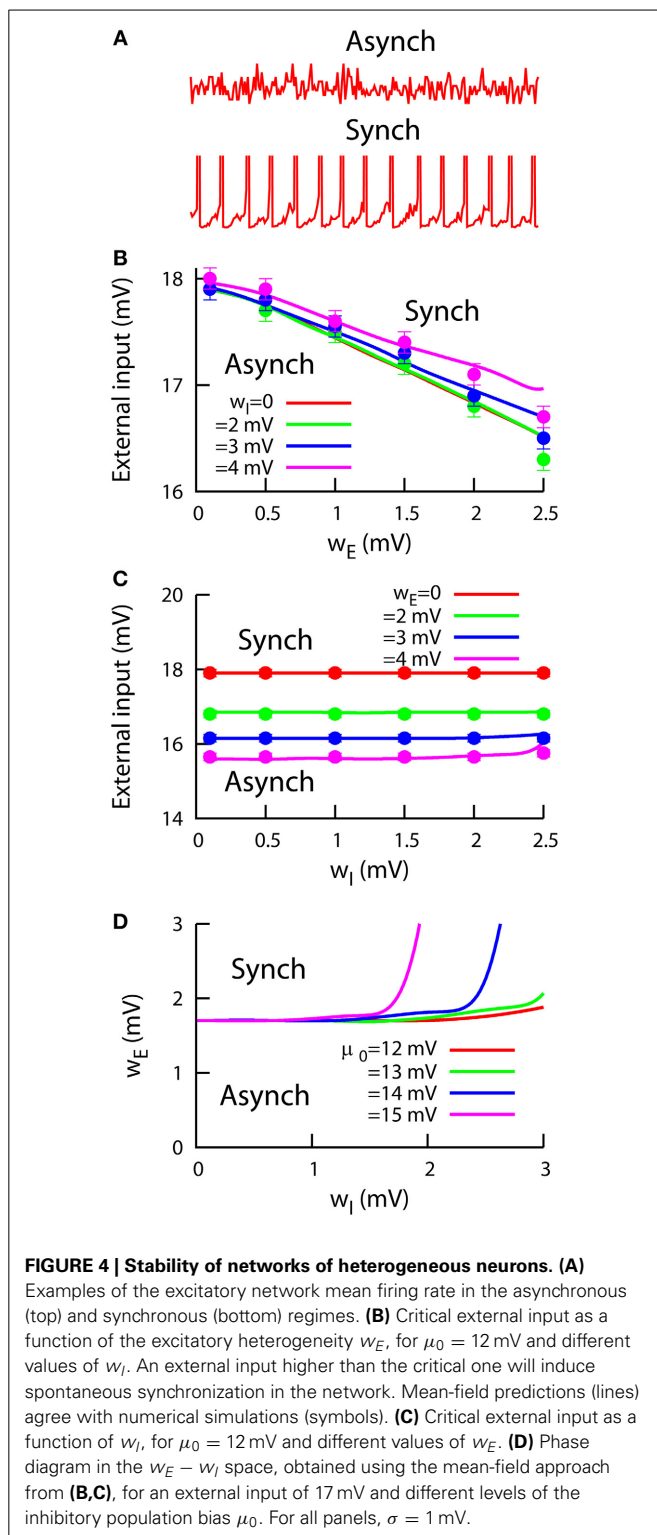 A
Asynch
Synch
B
18
17
16
External input (mV)
Synch
Asynch
w_I=0
=2 mV
=3 mV
=4 mV
0 0.5 1 1.5 2 2.5
w_E (mV)
C
20
18
16
14
External input (mV)
w_E=0
=2 mV
=3 mV
=4 mV
Synch
Asynch
0 0.5 1 1.5 2 2.5
w_I (mV)
D
3
2
1
0
w_E (mV)
Synch
Asynch
μ_0=12 mV
=13 mV
=14 mV
=15 mV
0 1 2 3
w_I (mV)
FIGURE 4 | Stability of networks of heterogeneous neurons. (A)
Examples of the excitatory network mean firing rate in the asynchronous
(top) and synchronous (bottom) regimes. (B) Critical external input as a
function of the excitatory heterogeneity w_E, for μ_0 = 12 mV and different
values of w_I. An external input higher than the critical one will induce
spontaneous synchronization in the network. Mean-field predictions (lines)
agree with numerical simulations (symbols). (C) Critical external input as a
function of w_I, for μ_0 = 12 mV and different values of w_E. (D) Phase
diagram in the w_E − w_I space, obtained using the mean-field approach
from (B,C), for an external input of 17 mV and different levels of the
inhibitory population bias μ_0. For all panels, σ = 1 mV.